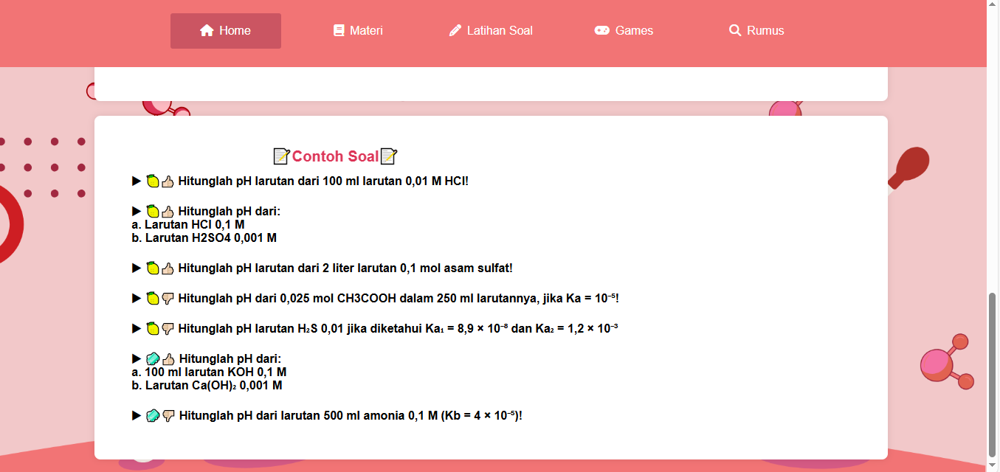 Home
Materi
Latihan Soal
Games
Rumus
📝Contoh Soal📝
▶ 🍋👍🏻 Hitunglah pH larutan dari 100 ml larutan 0,01 M HCl!
▶ 🍋👍🏻 Hitunglah pH dari:
a. Larutan HCl 0,1 M
b. Larutan H2SO4 0,001 M
▶ 🍋👍🏻 Hitunglah pH larutan dari 2 liter larutan 0,1 mol asam sulfat!
▶ 🍋👎🏻 Hitunglah pH dari 0,025 mol CH3COOH dalam 250 ml larutannya, jika Ka = 10⁻⁵!
▶ 🍋👎🏻 Hitunglah pH larutan H₂S 0,01 jika diketahui Ka₁ = 8,9 × 10⁻⁸ dan Ka₂ = 1,2 × 10⁻³
▶ 🧼👍🏻 Hitunglah pH dari:
a. 100 ml larutan KOH 0,1 M
b. Larutan Ca(OH)₂ 0,001 M
▶ 🧼👎🏻 Hitunglah pH dari larutan 500 ml amonia 0,1 M (Kb = 4 × 10⁻⁵)!